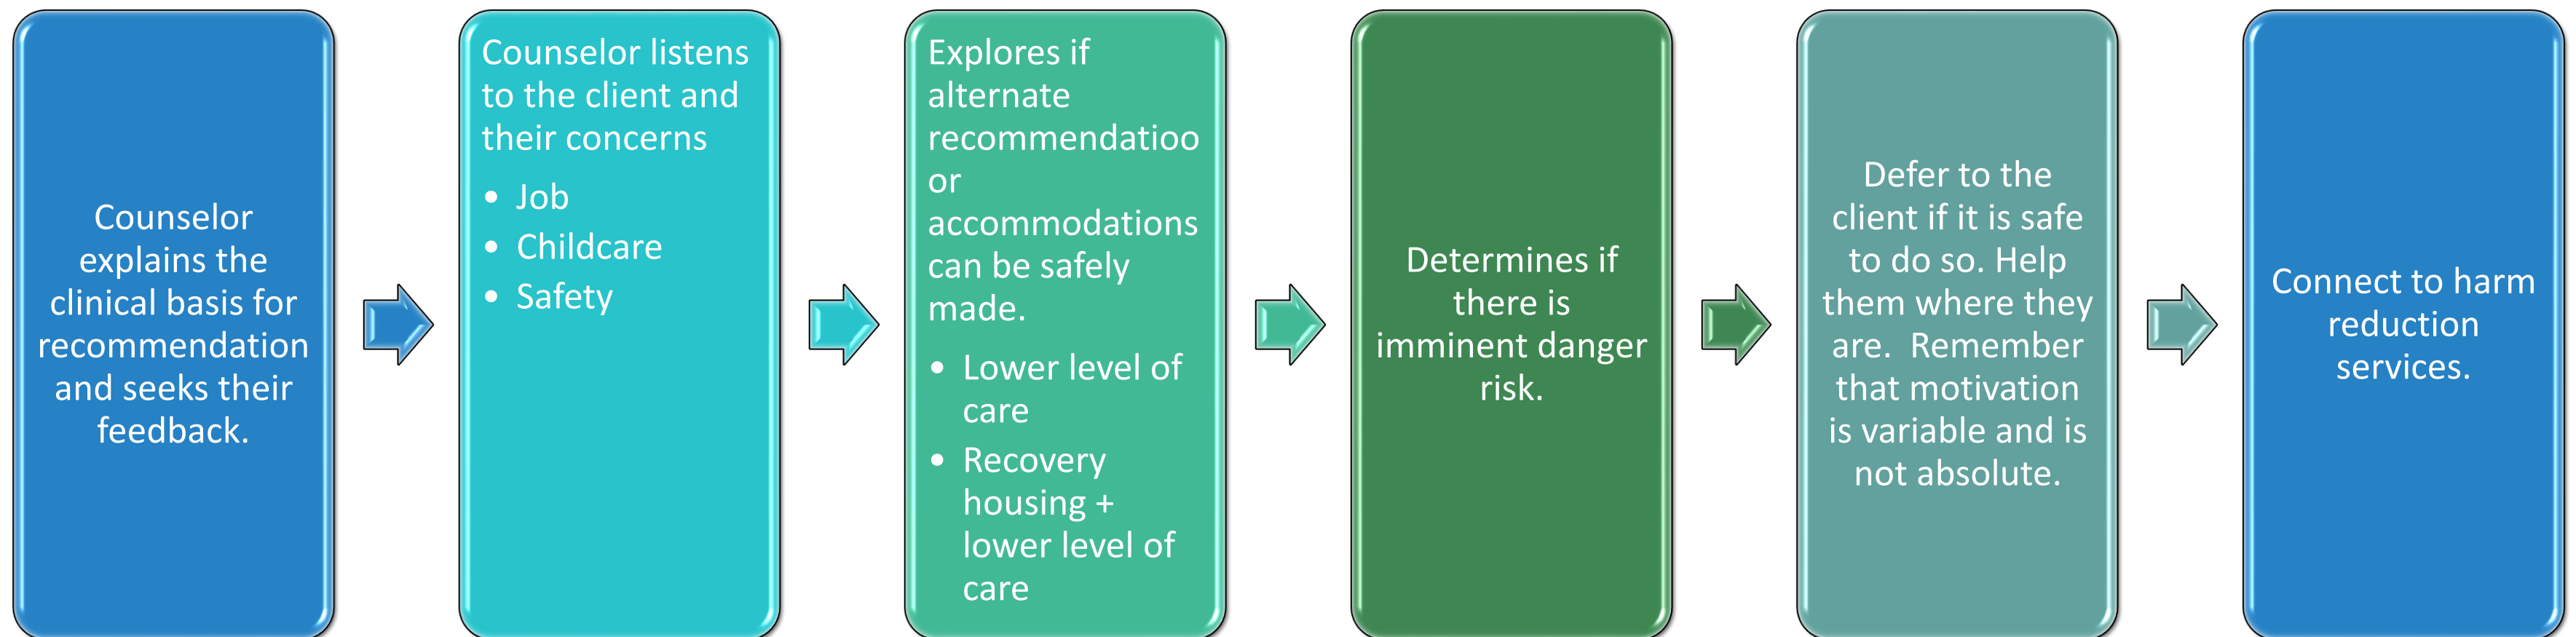 Counselor
explains the
clinical basis for
recommendation
and seeks their
feedback.
Counselor listens
to the client and
their concerns
• Job
• Childcare
• Safety
Explores if
alternate
recommendatioo
or
accommodations
can be safely
made.
• Lower level of
care
• Recovery
housing +
lower level of
care
Determines if
there is
imminent danger
risk.
Defer to the
client if it is safe
to do so. Help
them where they
are.  Remember
that motivation
is variable and is
not absolute.
Connect to harm
reduction
services.